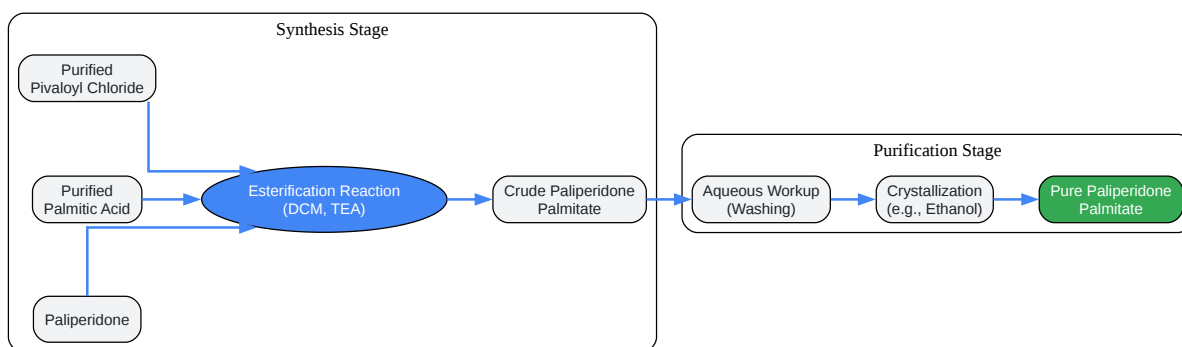 Synthesis Stage
Purified
Pivaloyl Chloride
Purified
Palmitic Acid
Paliperidone
Esterification Reaction
(DCM, TEA)
Crude Paliperidone
Palmitate
Purification Stage
Aqueous Workup
(Washing)
Crystallization
(e.g., Ethanol)
Pure Paliperidone
Palmitate